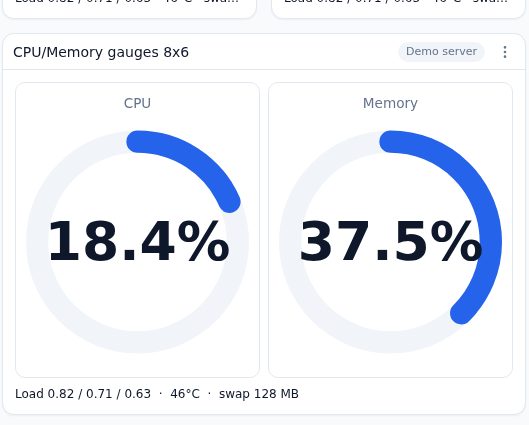 CPU/Memory gauges 8x6
Demo server
CPU
18.4%
Memory
37.5%
Load 0.82 / 0.71 / 0.63 · 46°C · swap 128 MB